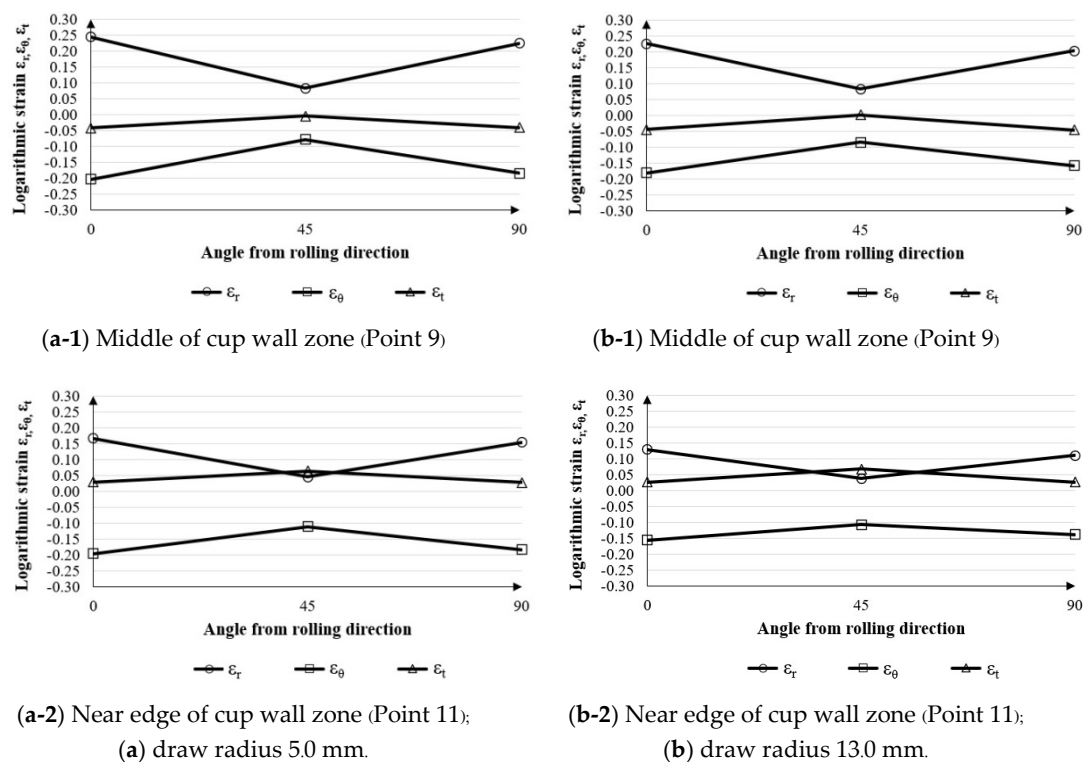 Logarithmic strain εr,εθ, εt
0.30
0.25
0.20
0.15
0.10
0.05
0.00
-0.05
-0.10
-0.15
-0.20
-0.25
-0.30
0 45 90
Angle from rolling direction
εr εθ εt
(a-1) Middle of cup wall zone (Point 9)
Logarithmic strain εr,εθ, εt
0.30
0.25
0.20
0.15
0.10
0.05
0.00
-0.05
-0.10
-0.15
-0.20
-0.25
-0.30
0 45 90
Angle from rolling direction
εr εθ εt
(b-1) Middle of cup wall zone (Point 9)
Logarithmic strain εr,εθ, εt
0.30
0.25
0.20
0.15
0.10
0.05
0.00
-0.05
-0.10
-0.15
-0.20
-0.25
-0.30
0 45 90
Angle from rolling direction
εr εθ εt
(a-2) Near edge of cup wall zone (Point 11);
(a) draw radius 5.0 mm.
Logarithmic strain εr,εθ, εt
0.30
0.25
0.20
0.15
0.10
0.05
0.00
-0.05
-0.10
-0.15
-0.20
-0.25
-0.30
0 45 90
Angle from rolling direction
εr εθ εt
(b-2) Near edge of cup wall zone (Point 11);
(b) draw radius 13.0 mm.